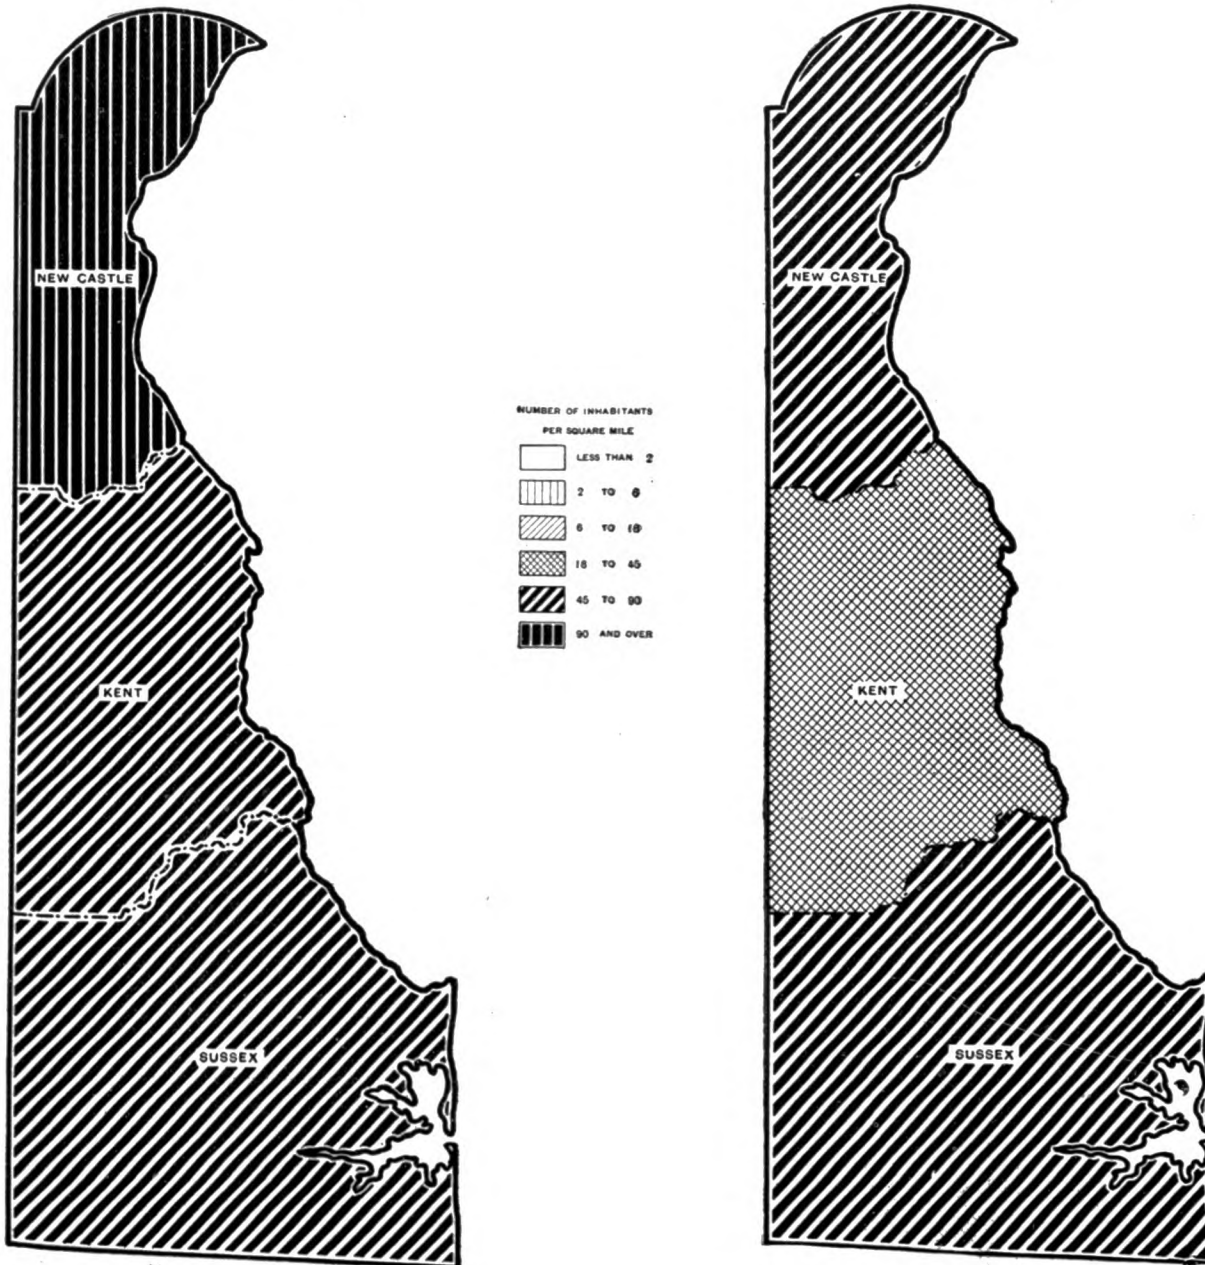 NEW CASTLE
KENT
SUSSEX
NUMBER OF INHABITANTS
PER SQUARE MILE
LESS THAN 2
2 TO 6
6 TO 18
18 TO 45
45 TO 90
90 AND OVER
NEW CASTLE
KENT
SUSSEX